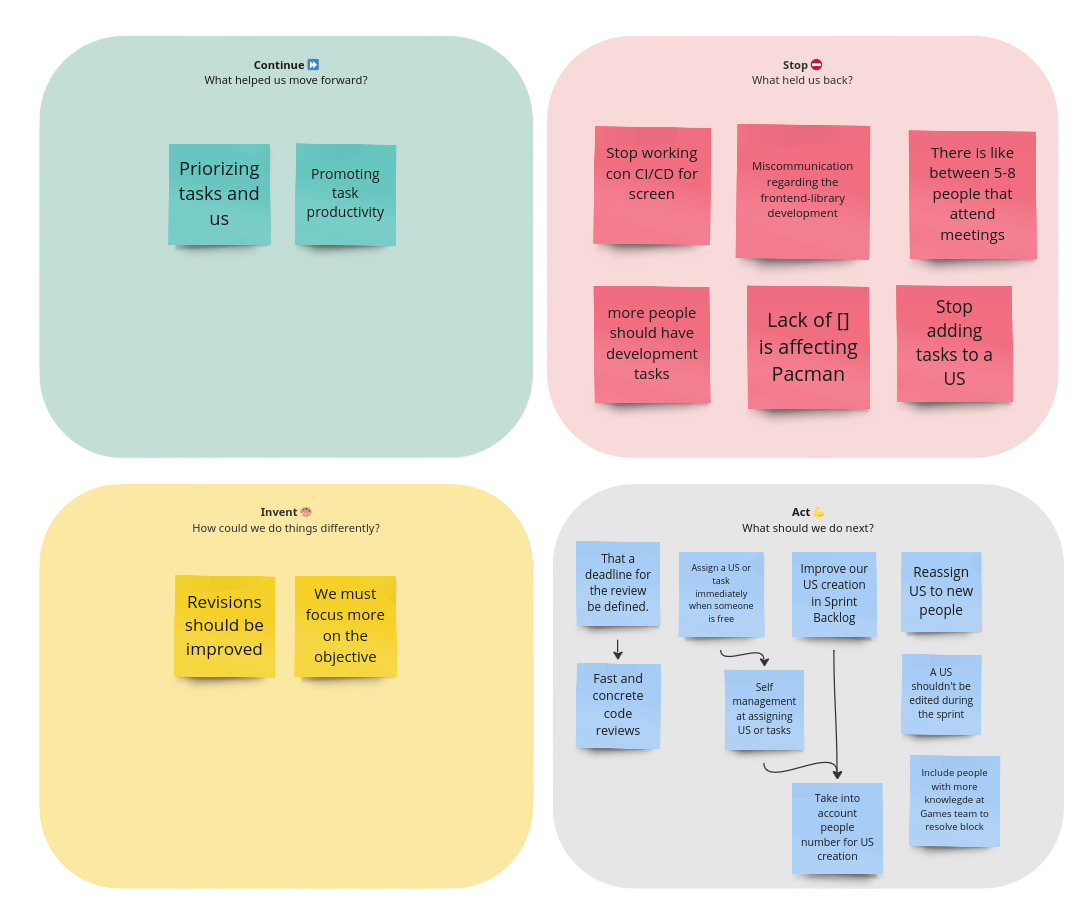 Continue ⏩
What helped us move forward?
Priorizing
tasks and
us
Promoting
task
productivity
Stop ⛔
What held us back?
Stop working
con CI/CD for
screen
Miscommunication
regarding the
frontend-library
development
There is like
between 5-8
people that
attend
meetings
more people
should have
development
tasks
Lack of []
is affecting
Pacman
Stop
adding
tasks to a
US
Invent
How could we do things differently?
Revisions
should be
improved
We must
focus more
on the
objective
Act 💪
What should we do next?
That a
deadline for
the review
be defined.
Fast and
concrete
code
reviews
Assign a US or
task
immediately
when someone
is free
Self
management
at assigning
US or tasks
Improve our
US creation
in Sprint
Backlog
Take into
account
people
number for US
creation
Reassign
US to new
people
A US
shouldn't be
edited during
the sprint
Include people
with more
knowlegde at
Games team to
resolve block